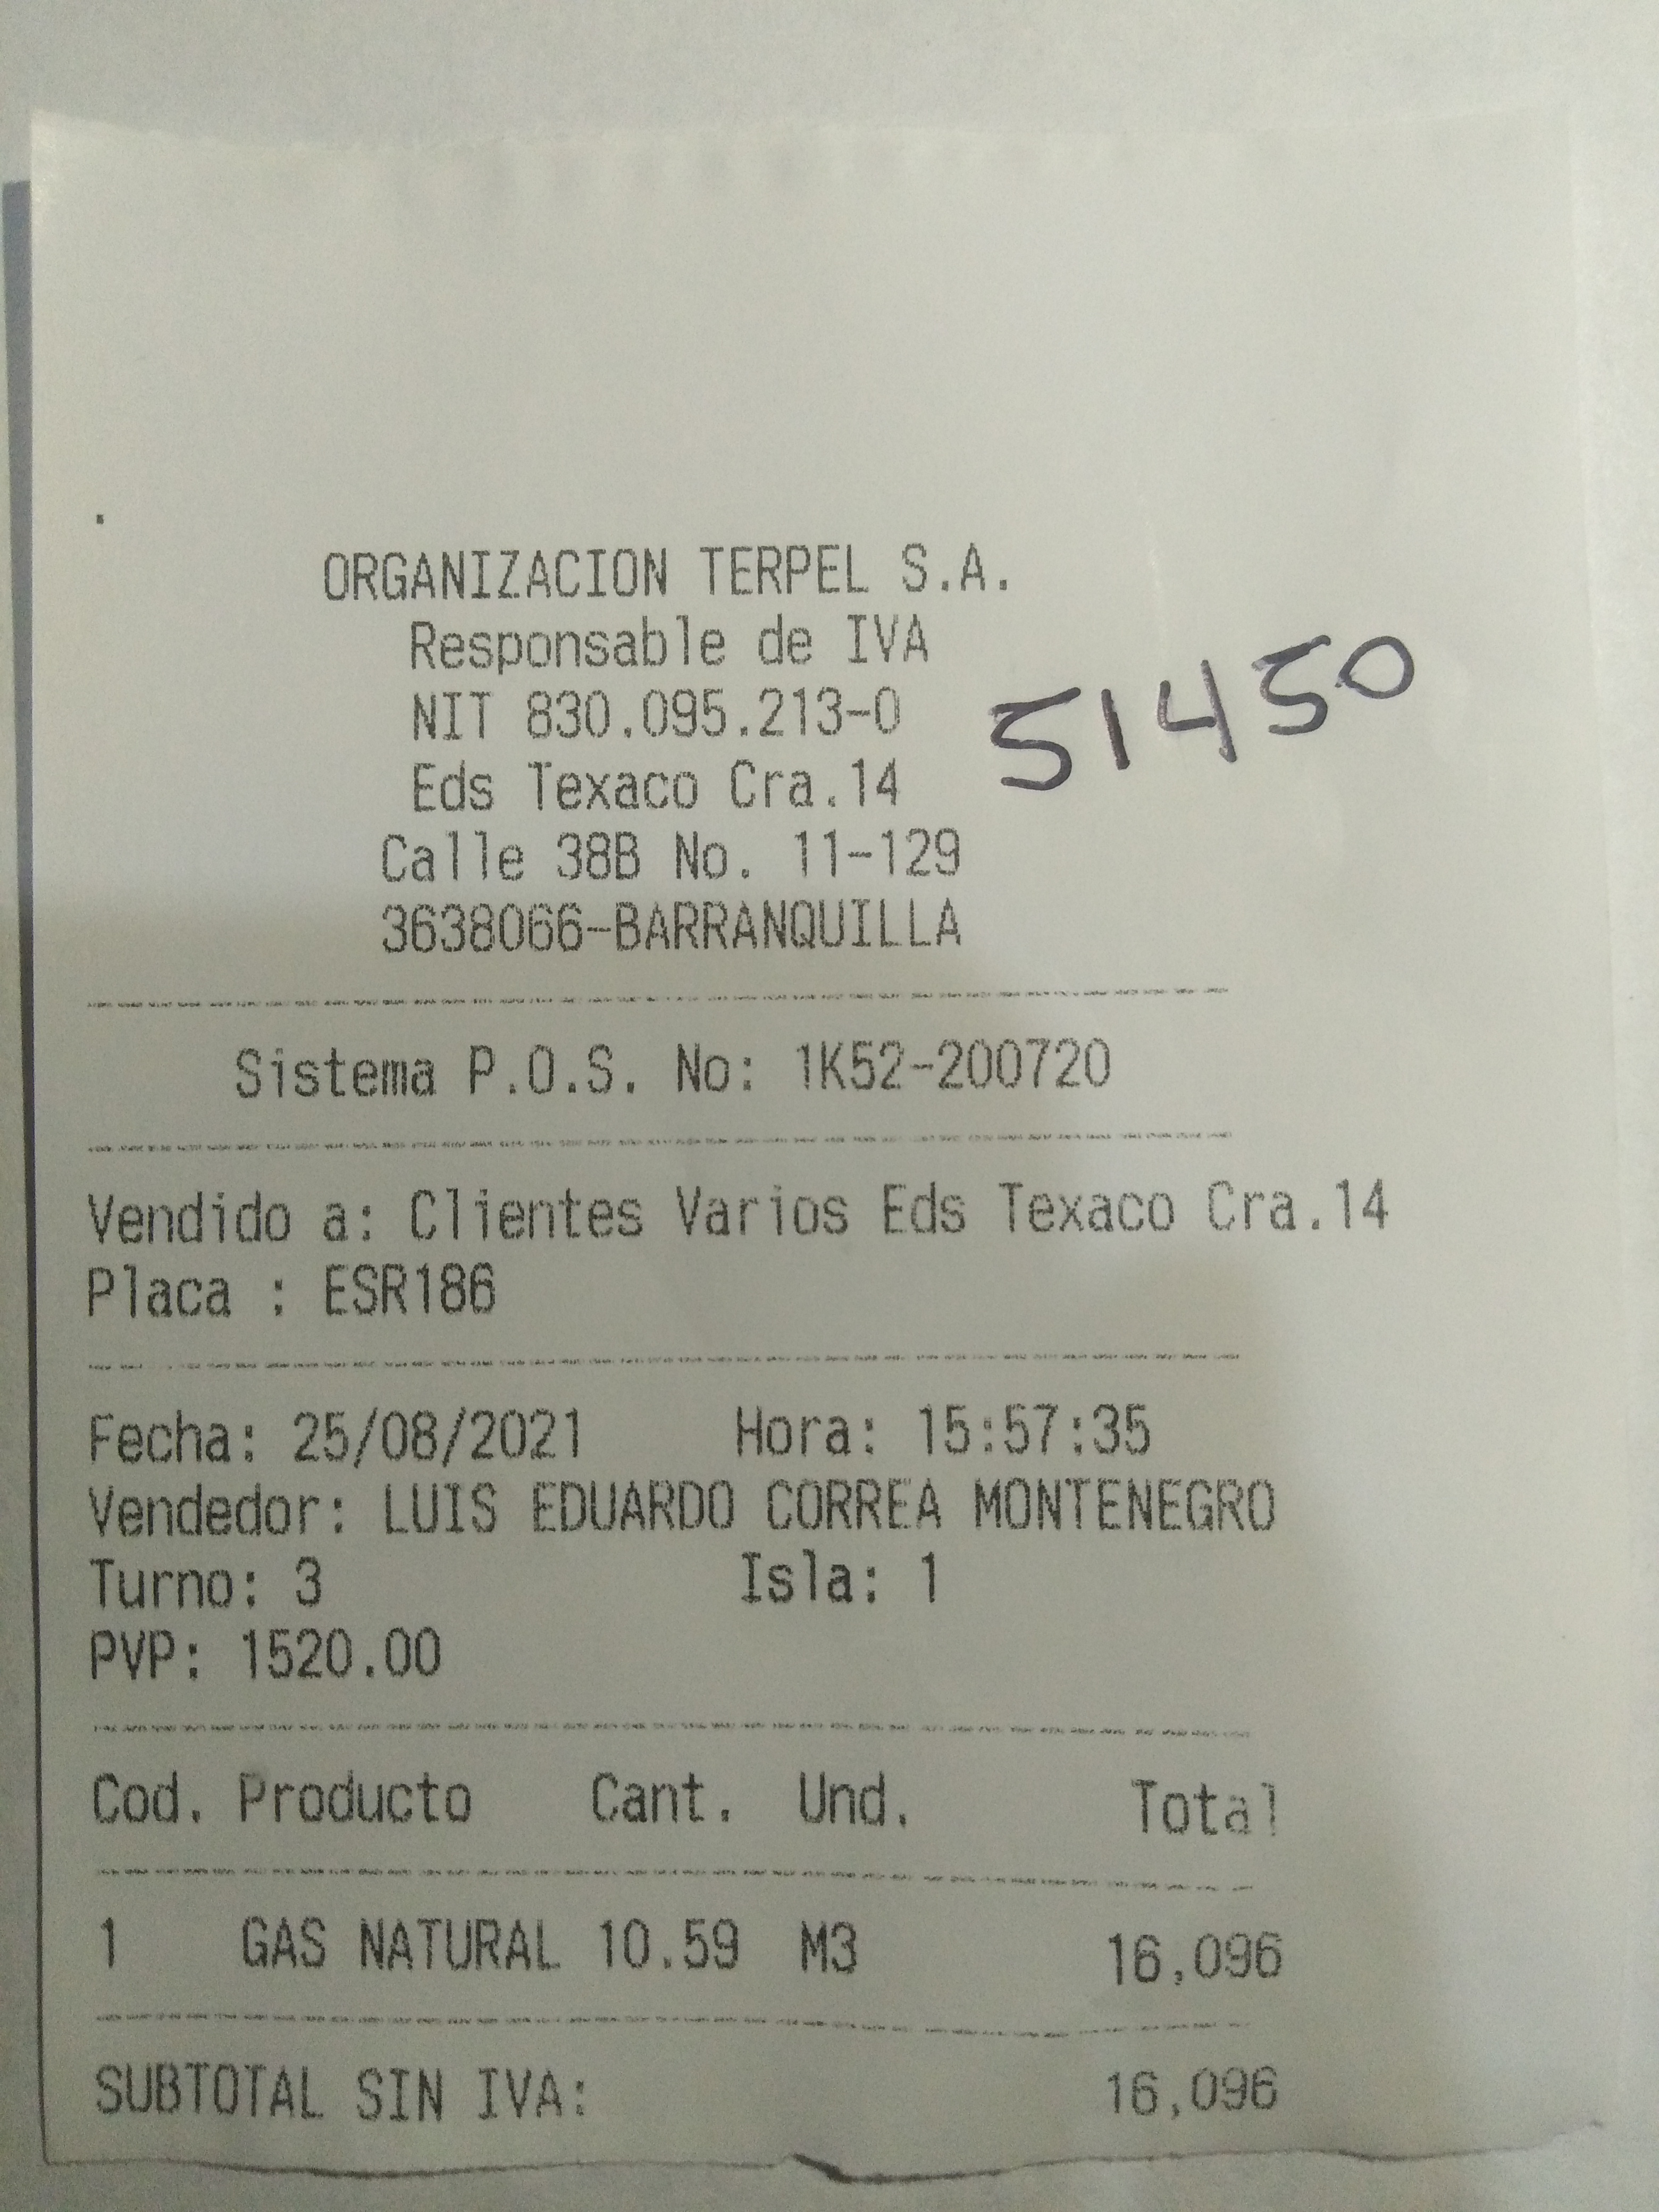 ORGANIZACION TERPEL S.A.
Responsable de IVA
NIT 830.095.213-0
51450
Eds Texaco Cra.14
Calle 38B No. 11-129
3638066-BARRANQUILLA
Sistema P.O.S. No: 1K52-200720
Vendido a: Clientes Varios Eds Texaco Cra.14
Placa : ESR186
Fecha: 25/08/2021 Hora: 15:57:35
Vendedor: LUIS EDUARDO CORREA MONTENEGRO
Turno: 3 Isla: 1
PVP: 1520.00
Cod. Producto Cant. Und. Total
1 GAS NATURAL 10.59 M3 16,096
SUBTOTAL SIN IVA: 16,096